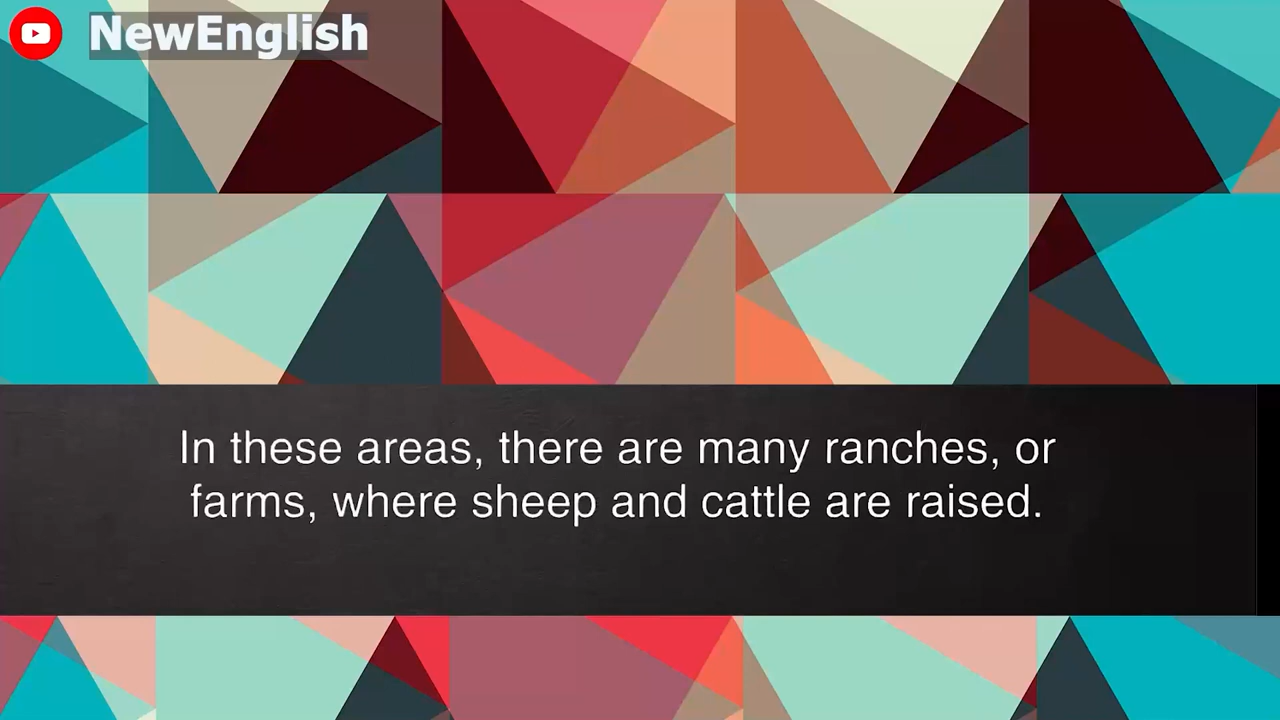 NewEnglish
In these areas, there are many ranches, or
farms, where sheep and cattle are raised.